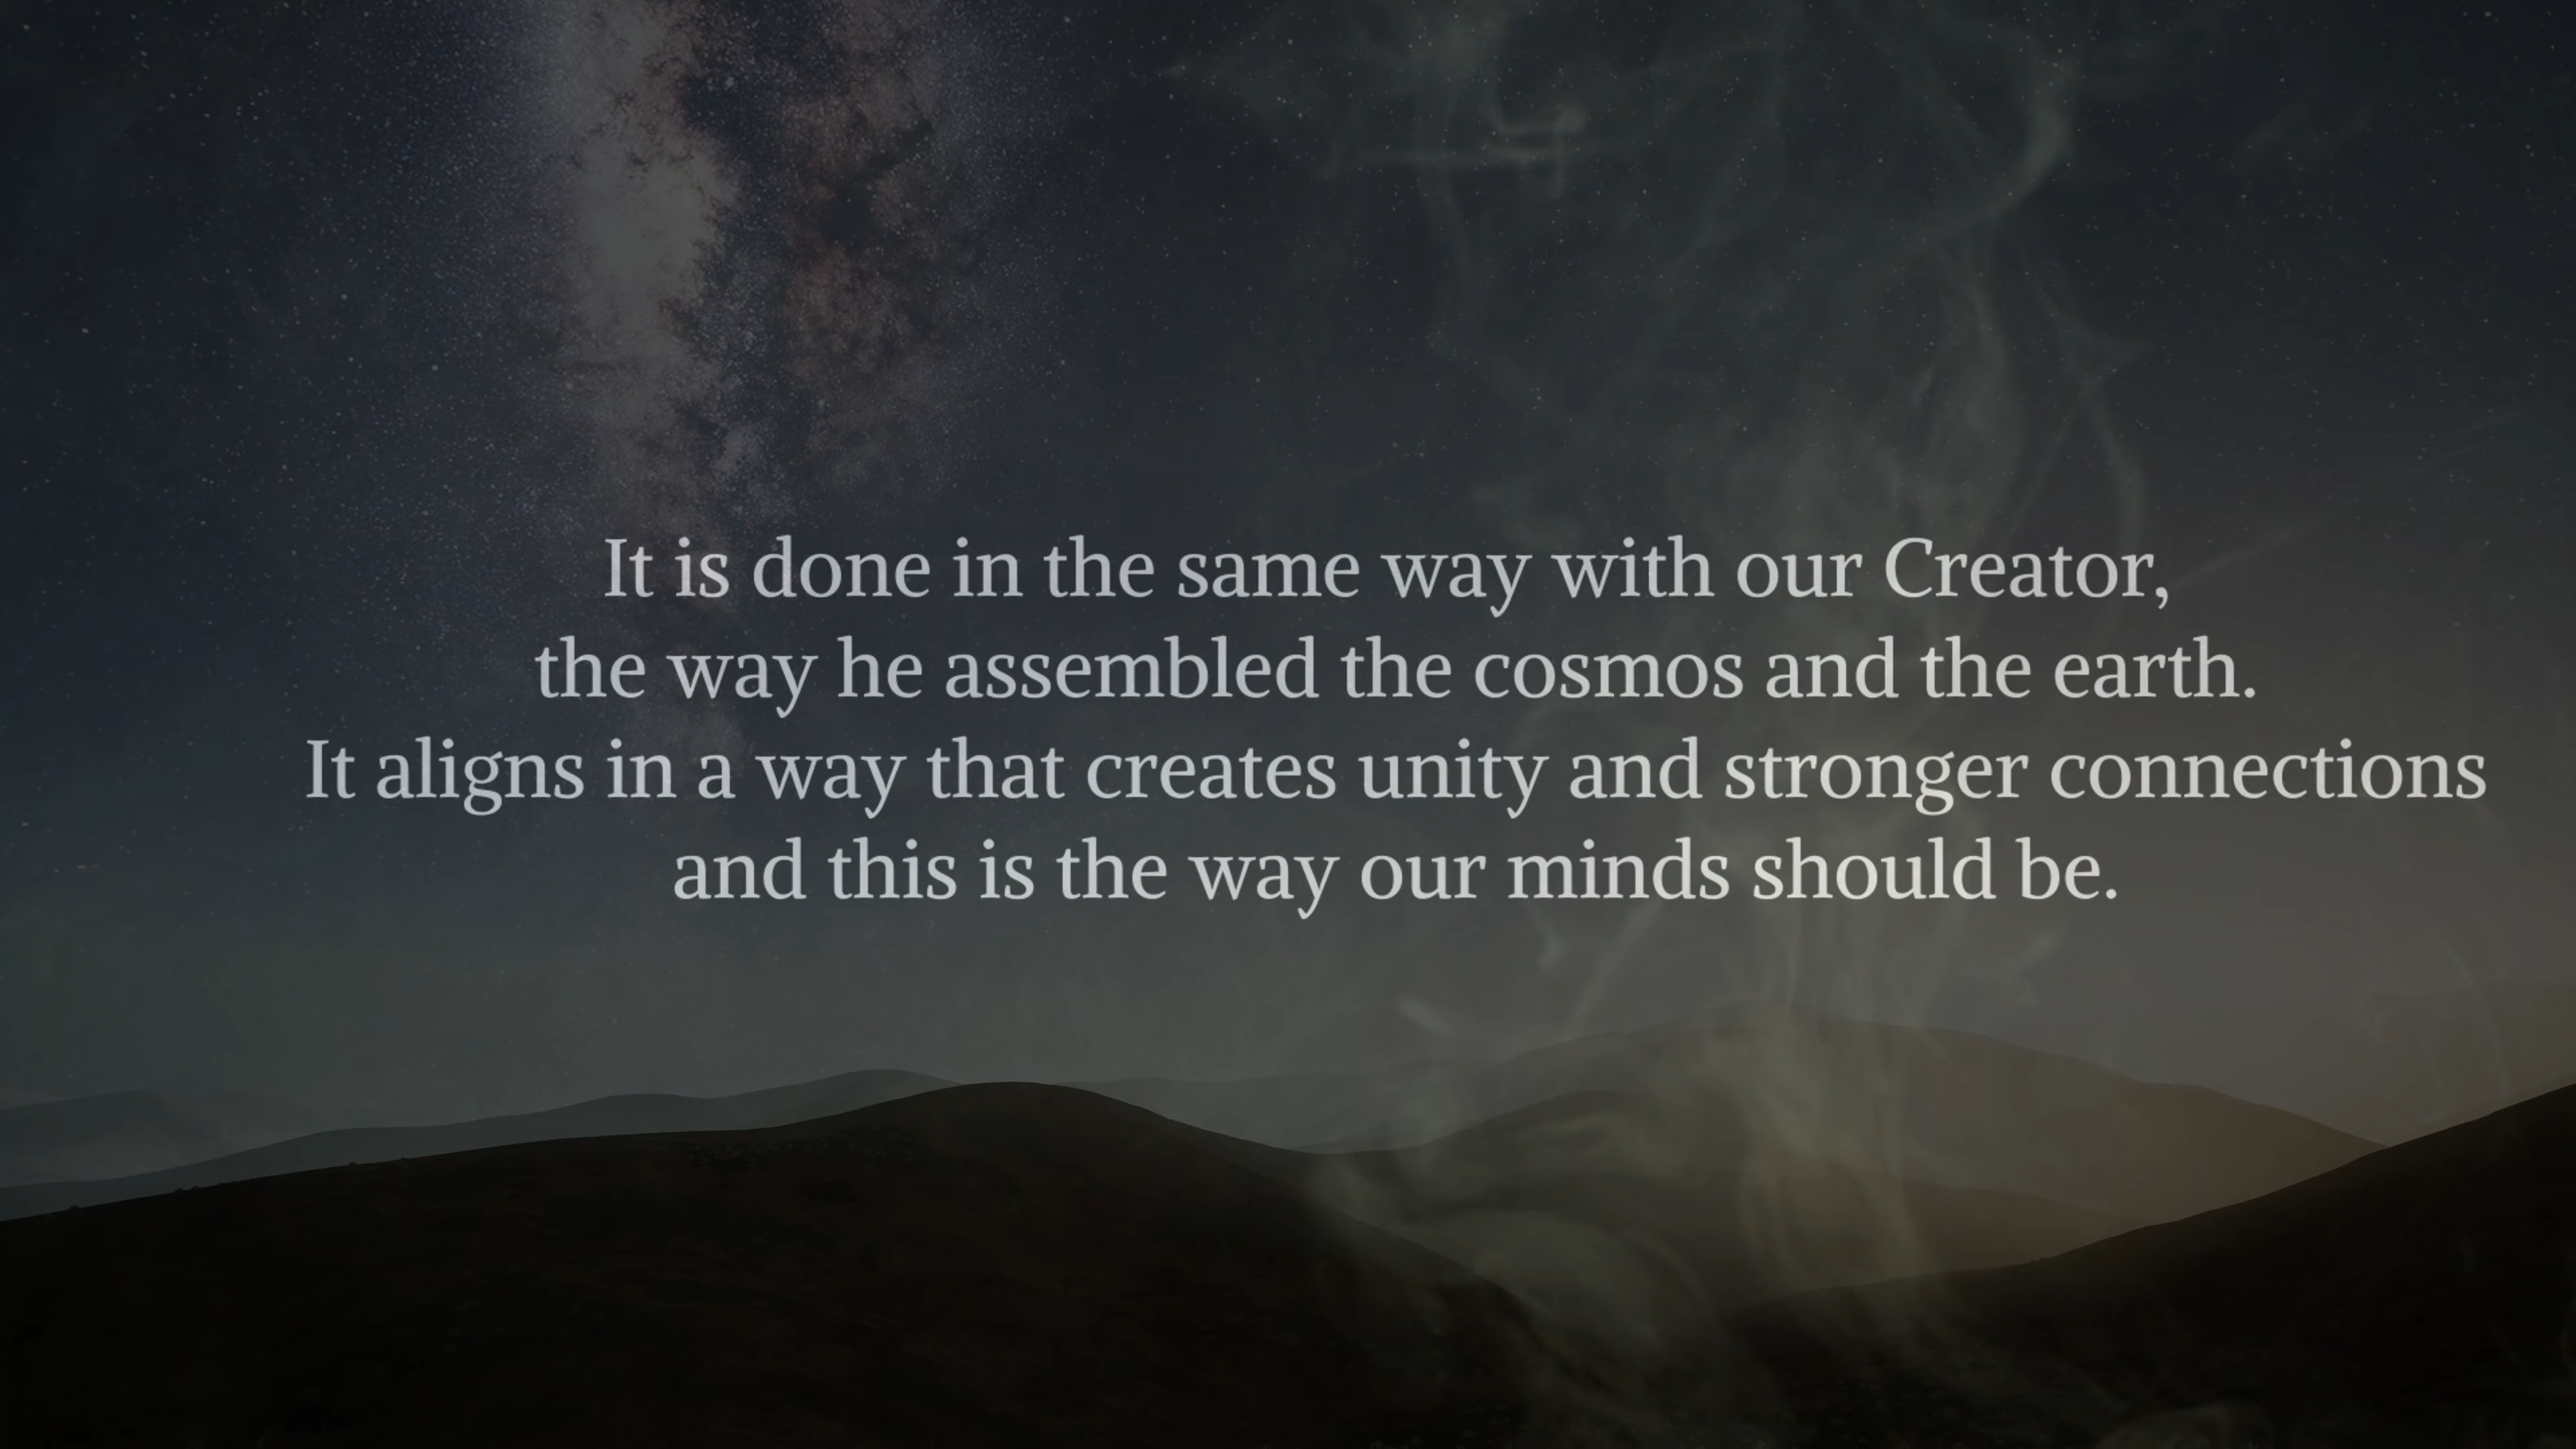 It is done in the same way with our Creator,
the way he assembled the cosmos and the earth.
It aligns in a way that creates unity and stronger connections
and this is the way our minds should be.